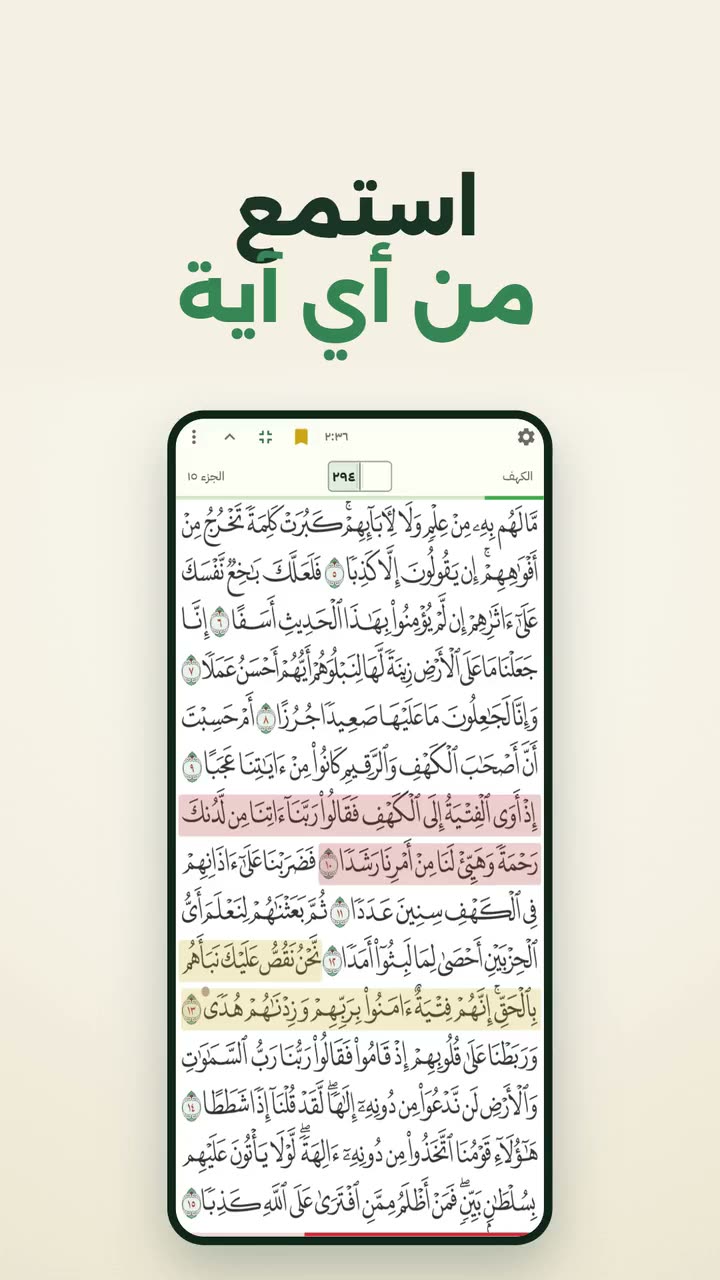 استمع
من أي آية
٢:٣٦
الكهف
٢٩٤
الجزء ١٥
مَّا لَهُم بِهِۦ مِنْ عِلْمٍ وَلَا لِأٓبَآئِهِمْ ۚ كَبُرَتْ كَلِمَةً تَخْرُجُ مِنْ
أَفْوَٰهِهِمْ ۚ إِن يَقُولُونَ إِلَّا كَذِبًا ٥ فَلَعَلَّكَ بَٰخِعٌ نَّفْسَكَ
عَلَىٰٓ ءَاثَٰرِهِمْ إِن لَّمْ يُؤْمِنُوا۟ بِهَٰذَا ٱلْحَدِيثِ أَسَفًا ٦ إِنَّا
جَعَلْنَا مَا عَلَى ٱلْأَرْضِ زِينَةً لَّهَا لِنَبْلُوَهُمْ أَيُّهُمْ أَحْسَنُ عَمَلًا ٧
وَإِنَّا لَجَٰعِلُونَ مَا عَلَيْهَا صَعِيدًا جُرُزًا ٨ أَمْ حَسِبْتَ
أَنَّ أَصْحَٰبَ ٱلْكَهْفِ وَٱلرَّقِيمِ كَانُوا۟ مِنْ ءَايَٰتِنَا عَجَبًا ٩
إِذْ أَوَى ٱلْفِتْيَةُ إِلَى ٱلْكَهْفِ فَقَالُوا۟ رَبَّنَآ ءَاتِنَا مِن لَّدُنكَ
رَحْمَةً وَهَيِّئْ لَنَا مِنْ أَمْرِنَا رَشَدًا ١٠ فَضَرَبْنَا عَلَىٰٓ ءَاذَانِهِمْ
فِى ٱلْكَهْفِ سِنِينَ عَدَدًا ١١ ثُمَّ بَعَثْنَٰهُمْ لِنَعْلَمَ أَىُّ
ٱلْحِزْبَيْنِ أَحْصَىٰ لِمَا لَبِثُوٓا۟ أَمَدًا ١٢ نَّحْنُ نَقُصُّ عَلَيْكَ نَبَأَهُم
بِٱلْحَقِّ ۚ إِنَّهُمْ فِتْيَةٌ ءَامَنُوا۟ بِرَبِّهِمْ وَزِدْنَٰهُمْ هُدًى ١٣
وَرَبَطْنَا عَلَىٰ قُلُوبِهِمْ إِذْ قَامُوا۟ فَقَالُوا۟ رَبُّنَا رَبُّ ٱلسَّمَٰوَٰتِ
وَٱلْأَرْضِ لَن نَّدْعُوَا۟ مِن دُونِهِۦٓ إِلَٰهًا ۖ لَّقَدْ قُلْنَآ إِذًا شَطَطًا ١٤
هَٰٓؤُلَآءِ قَوْمُنَا ٱتَّخَذُوا۟ مِن دُونِهِۦٓ ءَالِهَةً ۖ لَّوْلَا يَأْتُونَ عَلَيْهِم
بِسُلْطَٰنٍۭ بَيِّنٍ ۖ فَمَنْ أَظْلَمُ مِمَّنِ ٱفْتَرَىٰ عَلَى ٱللَّهِ كَذِبًا ١٥